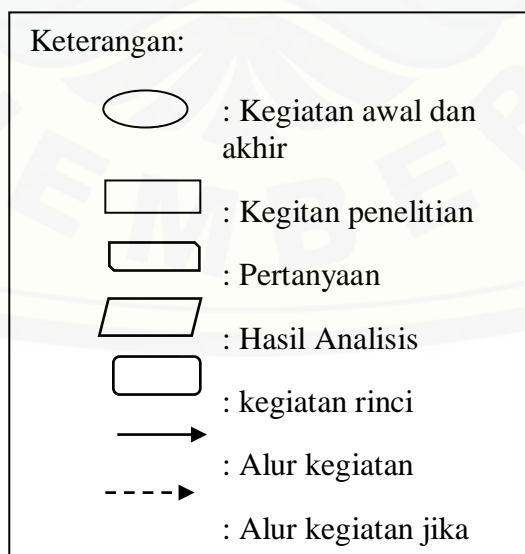 Keterangan:
: Kegiatan awal dan
akhir
: Kegitan penelitian
: Pertanyaan
: Hasil Analisis
: kegiatan rinci
: Alur kegiatan
: Alur kegiatan jika